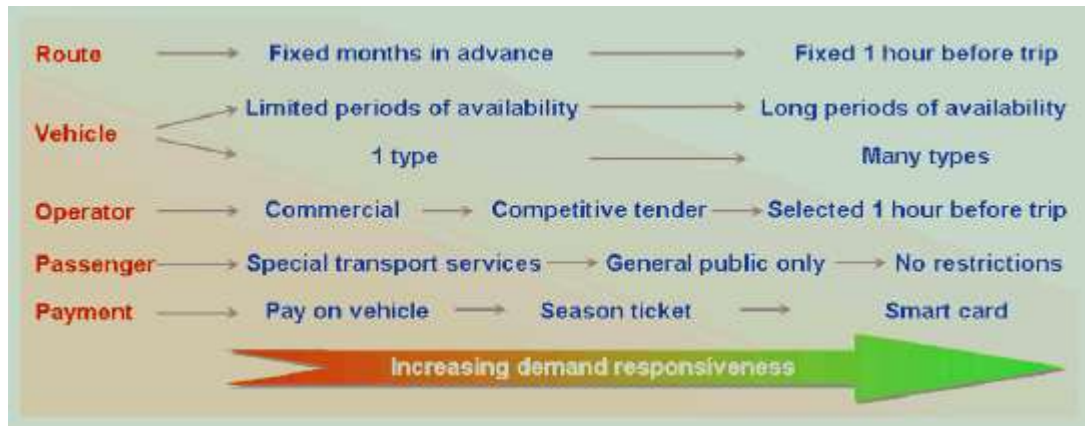 Route Fixed months in advance Fixed 1 hour before trip
Limited periods of availability Long periods of availability
Vehicle
1 type Many types
Operator Commercial Competitive tender Selected 1 hour before trip
Passenger Special transport services General public only No restrictions
Payment Pay on vehicle Season ticket Smart card
Increasing demand responsiveness